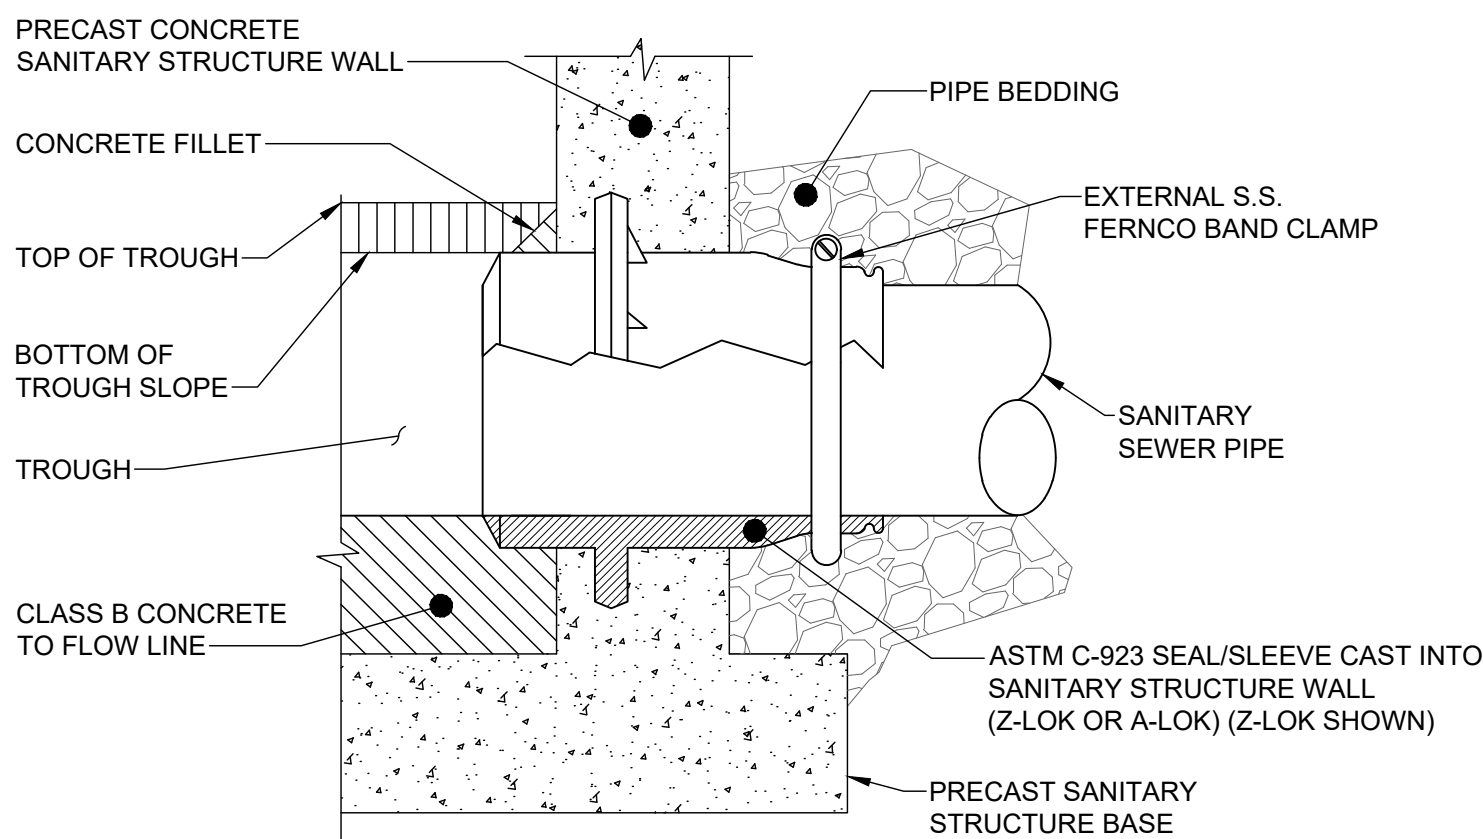 PRECAST CONCRETE
SANITARY STRUCTURE WALL
CONCRETE FILLET
TOP OF TROUGH
BOTTOM OF
TROUGH SLOPE
TROUGH
CLASS B CONCRETE
TO FLOW LINE
PIPE BEDDING
EXTERNAL S.S.
FERNCO BAND CLAMP
SANITARY
SEWER PIPE
ASTM C-923 SEAL/SLEEVE CAST INTO
SANITARY STRUCTURE WALL
(Z-LOK OR A-LOK) (Z-LOK SHOWN)
PRECAST SANITARY
STRUCTURE BASE